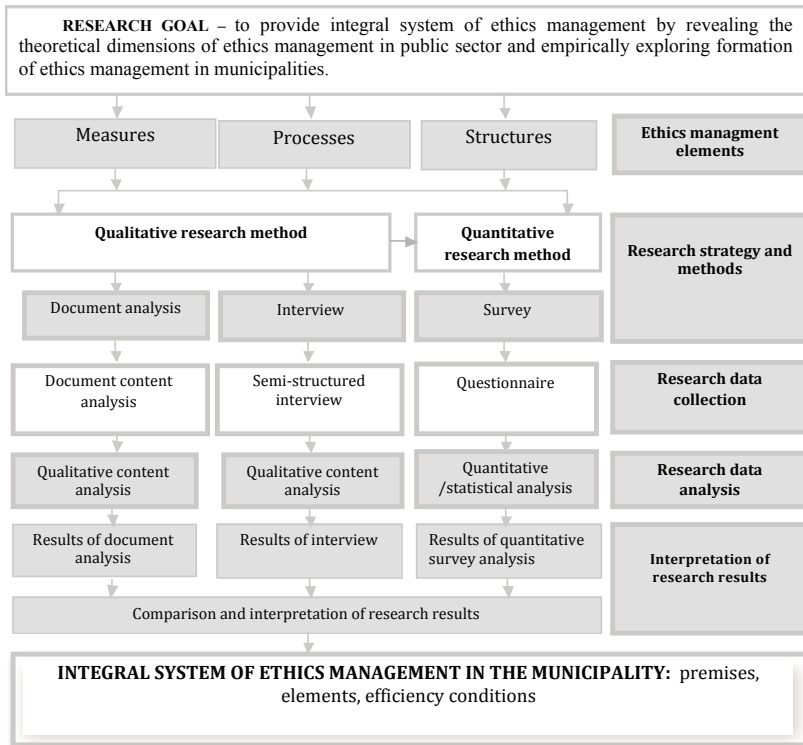 RESEARCH GOAL – to provide integral system of ethics management by revealing the
theoretical dimensions of ethics management in public sector and empirically exploring formation
of ethics management in municipalities.
Measures
Processes
Structures
Ethics managment
elements
Qualitative research method
Quantitative
research method
Research strategy and
methods
Document analysis
Interview
Survey
Document content
analysis
Semi-structured
interview
Questionnaire
Research data
collection
Qualitative content
analysis
Qualitative content
analysis
Quantitative
/statistical analysis
Research data
analysis
Results of document
analysis
Results of interview
Results of quantitative
survey analysis
Interpretation of
research results
Comparison and interpretation of research results
INTEGRAL SYSTEM OF ETHICS MANAGEMENT IN THE MUNICIPALITY: premises,
elements, efficiency conditions